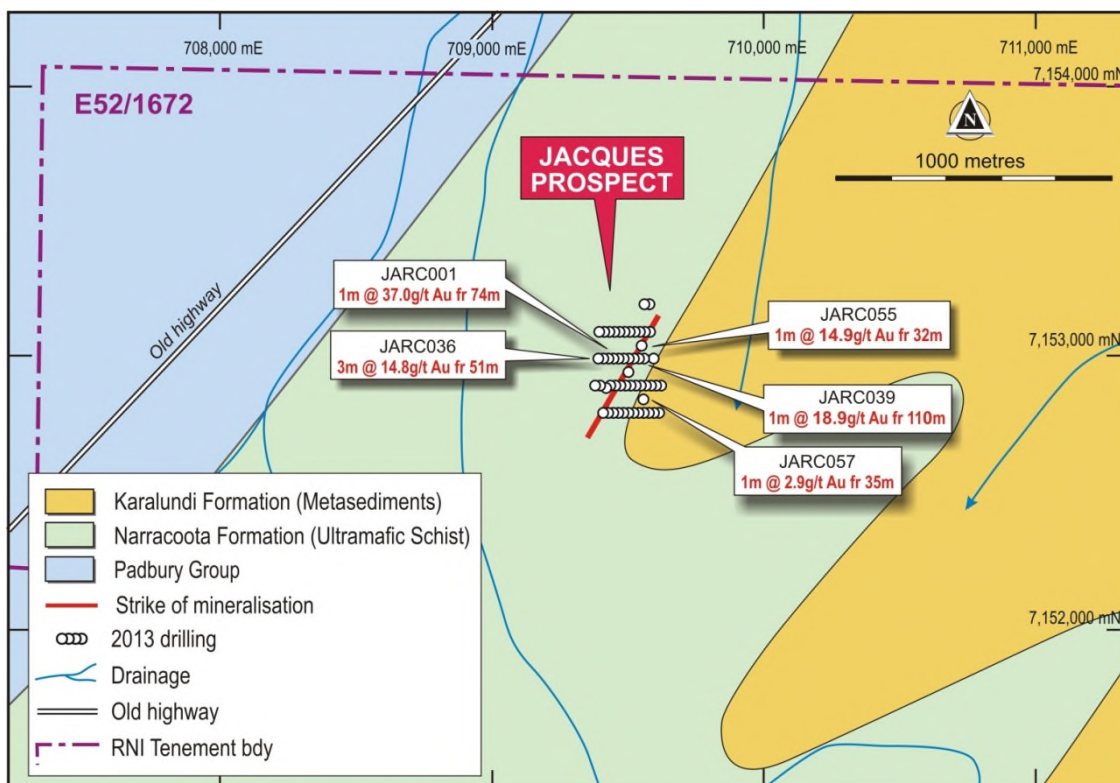 708,000 mE
709,000 mE
710,000 mE
711,000 mE
7,154,000 mN
E52/1672
N
1000 metres
JACQUES
PROSPECT
Old highway
JARC001
1m @ 37.0g/t Au fr 74m
JARC055
1m @ 14.9g/t Au fr 32m
7,153,000 mN
JARC036
3m @ 14.8g/t Au fr 51m
JARC039
1m @ 18.9g/t Au fr 110m
JARC057
1m @ 2.9g/t Au fr 35m
7,152,000 mN
Karalundi Formation (Metasediments)
Narracoota Formation (Ultramafic Schist)
Padbury Group
Strike of mineralisation
2013 drilling
Drainage
Old highway
RNI Tenement bdy